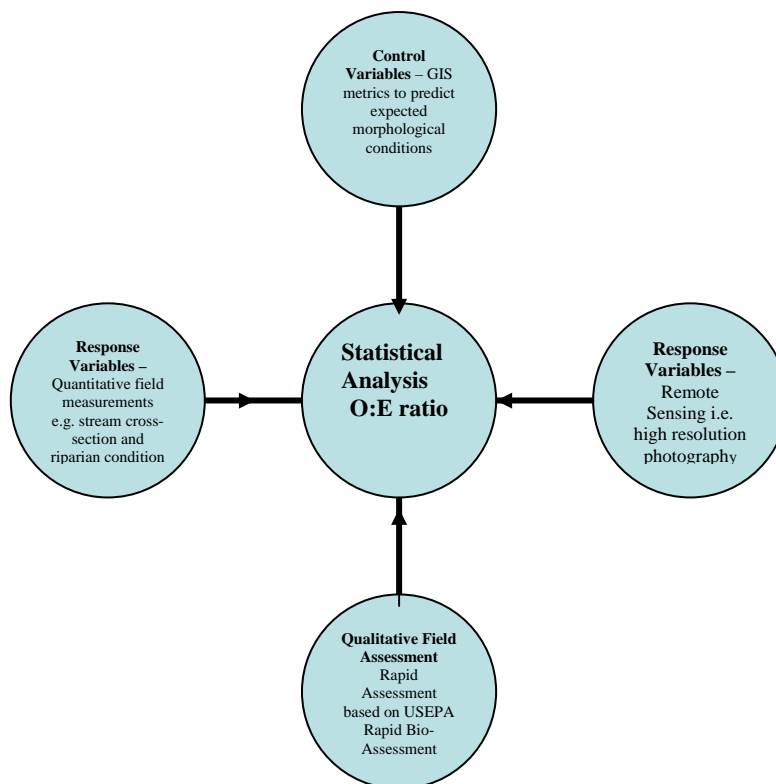 Control
Variables – GIS
metrics to predict
expected
morphological
conditions
Response
Variables –
Quantitative field
measurements
e.g. stream cross-
section and
riparian condition
Statistical
Analysis
O:E ratio
Response
Variables –
Remote
Sensing i.e.
high resolution
photography
Qualitative Field
Assessment
Rapid
Assessment
based on USEPA
Rapid Bio-
Assessment